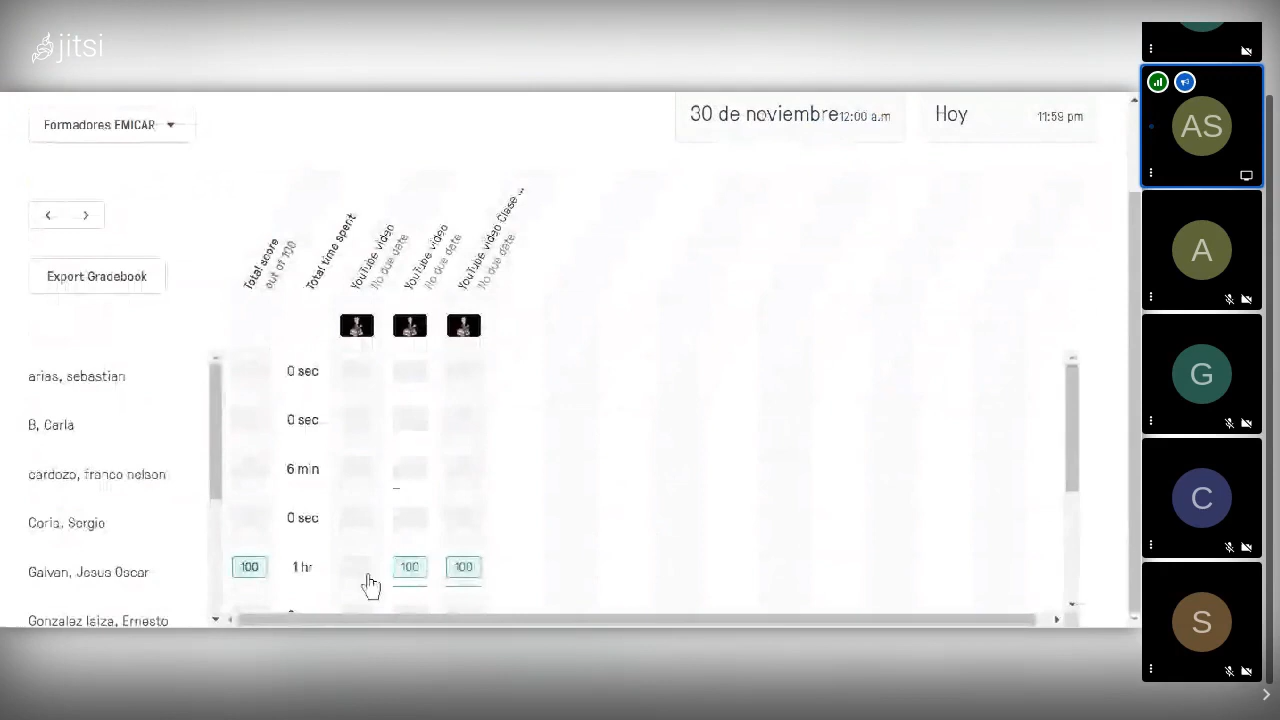 jitsi
Formadores EMICAR
30 de noviembre 12:00 a.m
Hoy 11:59 pm
Export Gradebook
Total score
out of 100
Total time spent
YouTube video
No due date
YouTube video
No due date
YouTube video Clase ...
No due date
arias, sebastian 0 sec
B, Carla 0 sec
cardozo, franco nelson 6 min
Coria, Sergio 0 sec
Galvan, Jesus Oscar 100 1 hr 100 100
Gonzalez Isiza, Ernesto
AS
A
G
C
S